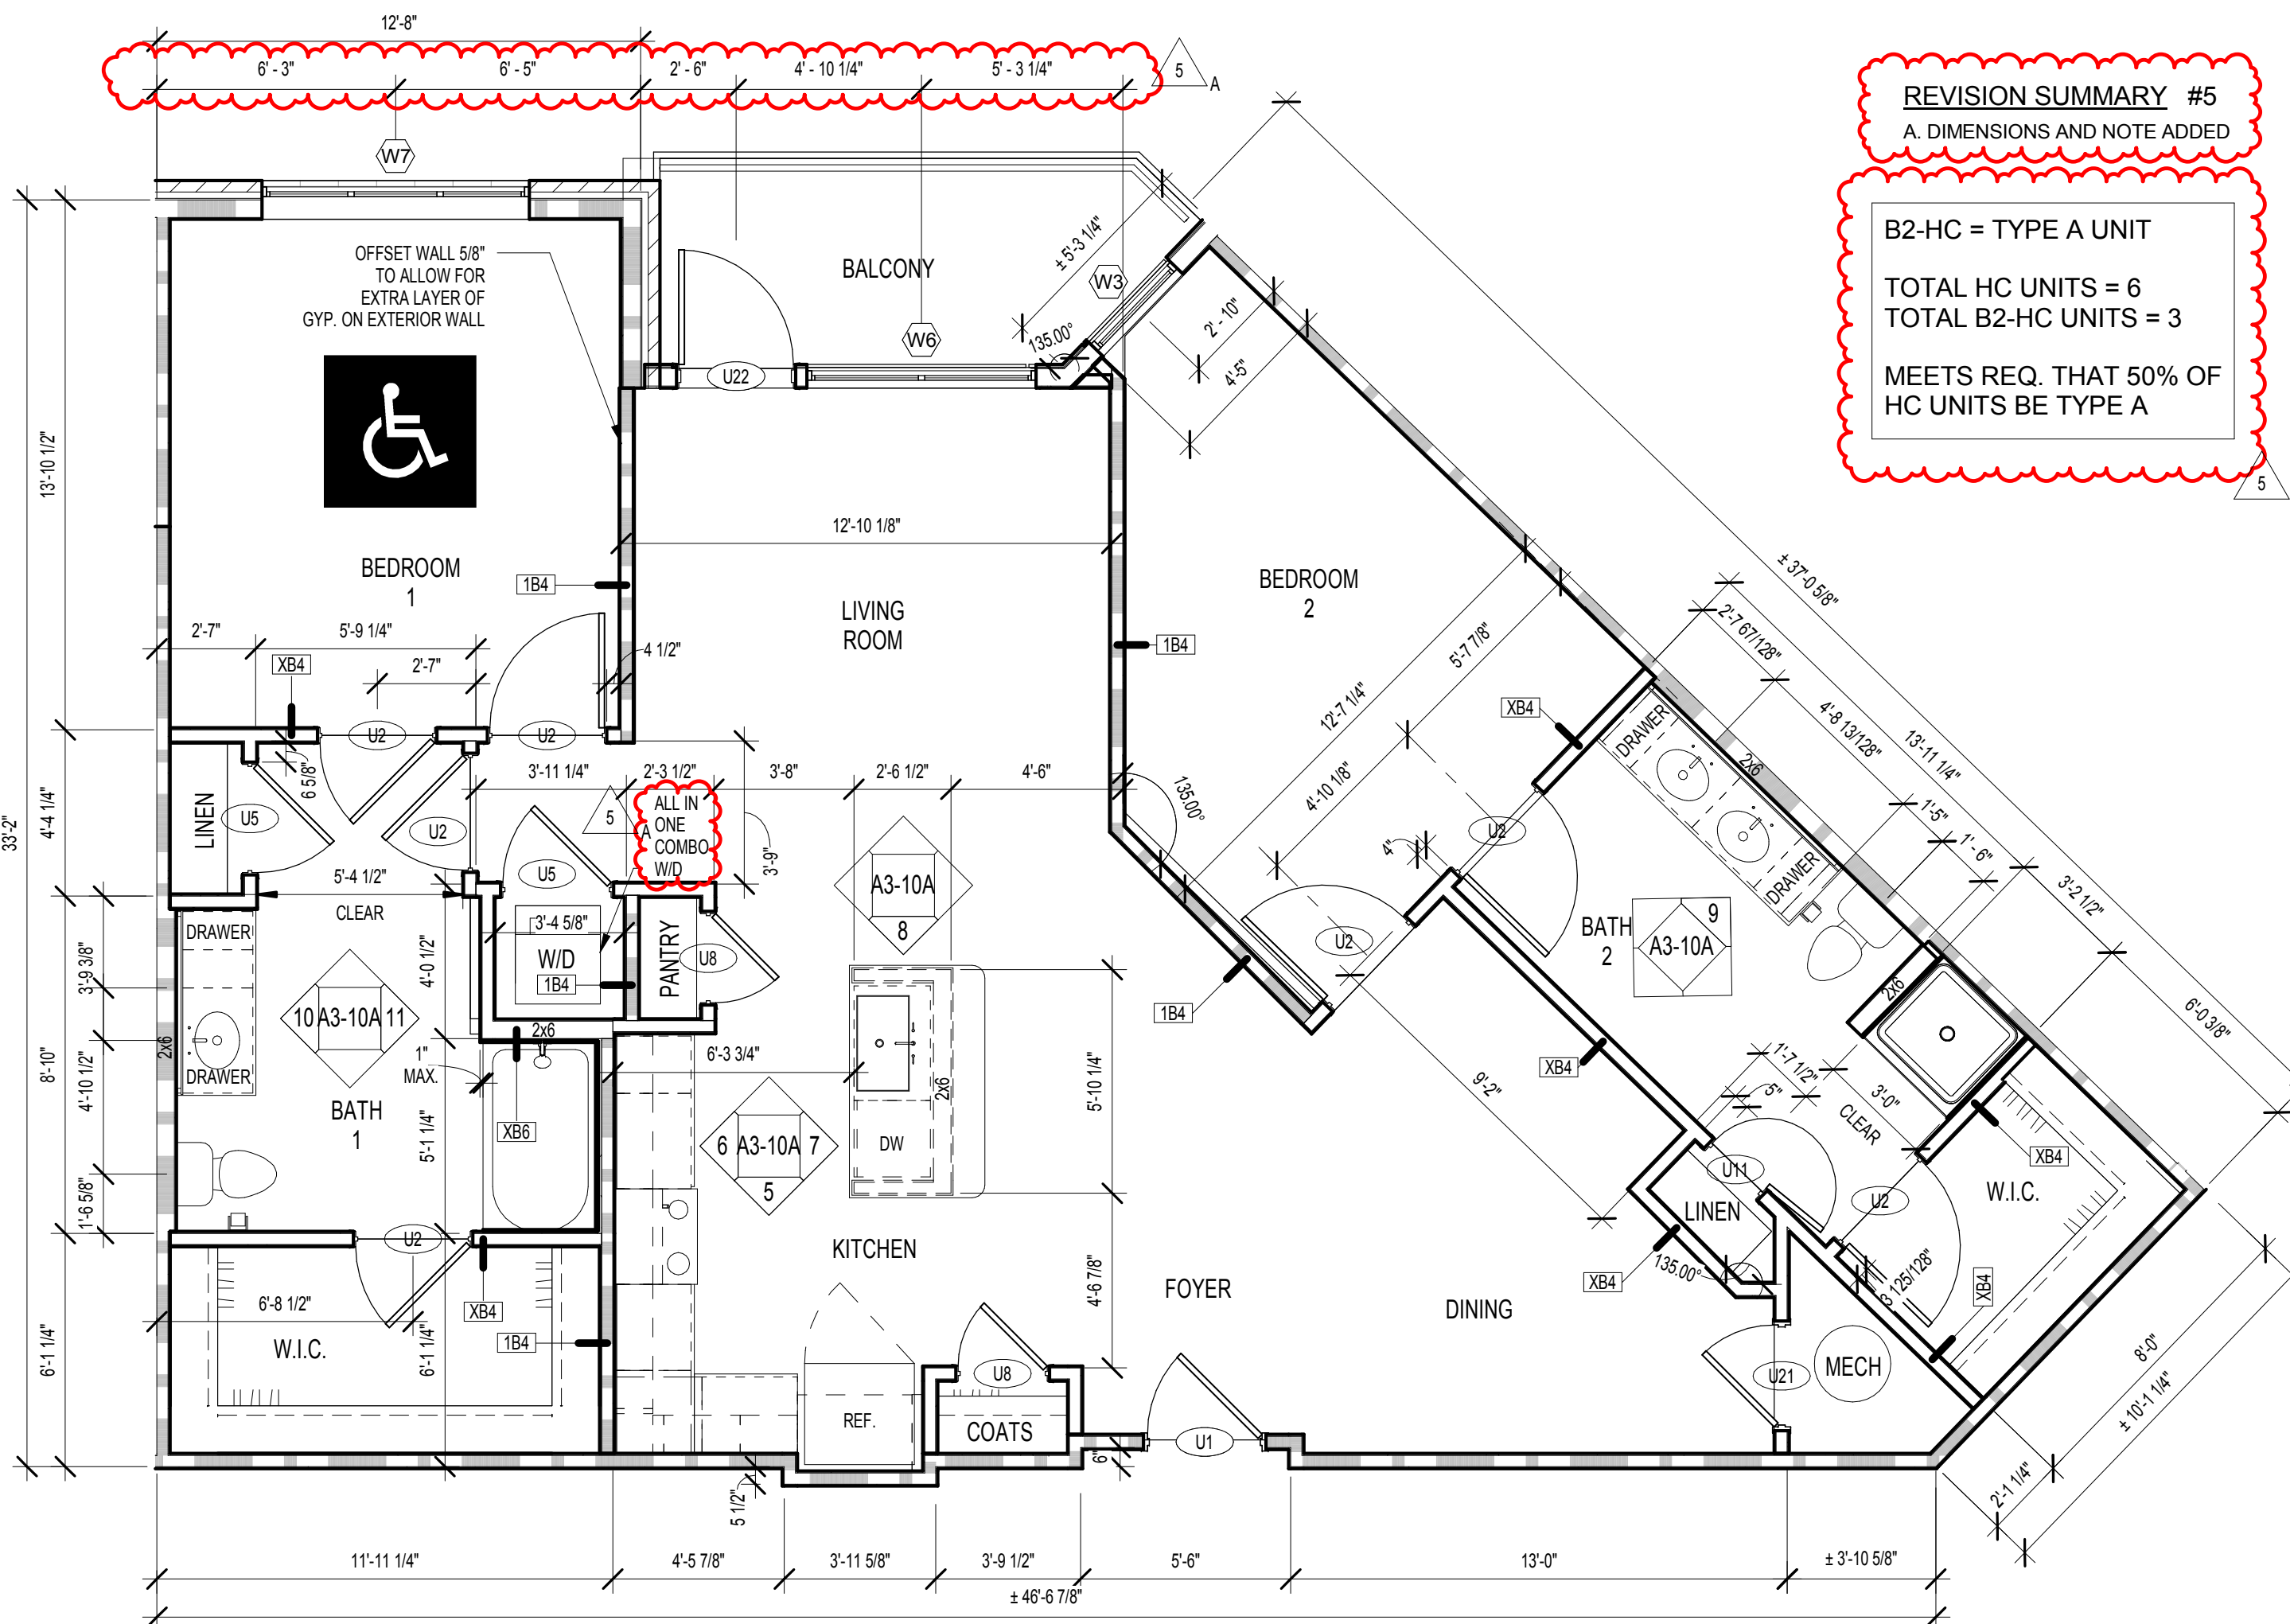 12'-8"
6' - 3"
6' - 5"
2' - 6"
4' - 10 1/4"
5' - 3 1/4"
5
A
REVISION SUMMARY #5
A. DIMENSIONS AND NOTE ADDED
B2-HC = TYPE A UNIT
TOTAL HC UNITS = 6
TOTAL B2-HC UNITS = 3
MEETS REQ. THAT 50% OF
HC UNITS BE TYPE A
5
W7
OFFSET WALL 5/8"
TO ALLOW FOR
EXTRA LAYER OF
GYP. ON EXTERIOR WALL
BALCONY
± 5'-3 1/4"
W3
W6
135.00°
2' - 10"
4'-5"
U22
13'-10 1/2"
33'-2"
12'-10 1/8"
BEDROOM
1
1B4
LIVING
ROOM
BEDROOM
2
1B4
± 37'-0 5/8"
2'-7"
5'-9 1/4"
2'-7"
4 1/2"
XB4
5'-7 7/8"
12'-7 1/4"
4'-10 1/8"
XB4
2'-7 67/128"
4'-8 13/128"
13'-11 1/4"
1'-5"
1' - 6"
3'-2 1/2"
6'-0 3/8"
U2
U2
6 5/8"
3'-11 1/4"
2'-3 1/2"
3'-8"
2'-6 1/2"
4'-6"
135.00°
4'-4 1/4"
LINEN
U5
U2
5
A
ALL IN
ONE
COMBO
W/D
3'-9"
U5
5'-4 1/2"
CLEAR
A3-10A
8
4"
U2
DRAWER
2x6
DRAWER
BATH
2
9
A3-10A
U2
1B4
DRAWER
3'-9 3/8"
4'-0 1/2"
3'-4 5/8"
W/D
1B4
PANTRY
U8
10 A3-10A 11
2x6
2x6
DRAWER
1"
MAX.
6'-3 3/4"
2x6
5'-10 1/4"
8'-10"
4'-10 1/2"
BATH
1
5'-1 1/4"
XB6
6 A3-10A 7
5
DW
XB4
9'-2"
2x6
1'-7 1/2"
5"
3'-0"
CLEAR
XB4
1'-6 5/8"
U11
U2
W.I.C.
LINEN
U2
KITCHEN
FOYER
DINING
XB4
135.00°
3 125/128"
XB4
6'-1 1/4"
6'-8 1/2"
W.I.C.
6'-1 1/4"
XB4
1B4
4'-6 7/8"
REF.
U8
COATS
U21
MECH
8'-0"
± 10'-1 1/4"
2'-1 1/4"
U1
6"
5 1/2"
11'-11 1/4"
4'-5 7/8"
3'-11 5/8"
3'-9 1/2"
5'-6"
13'-0"
± 3'-10 5/8"
± 46'-6 7/8"